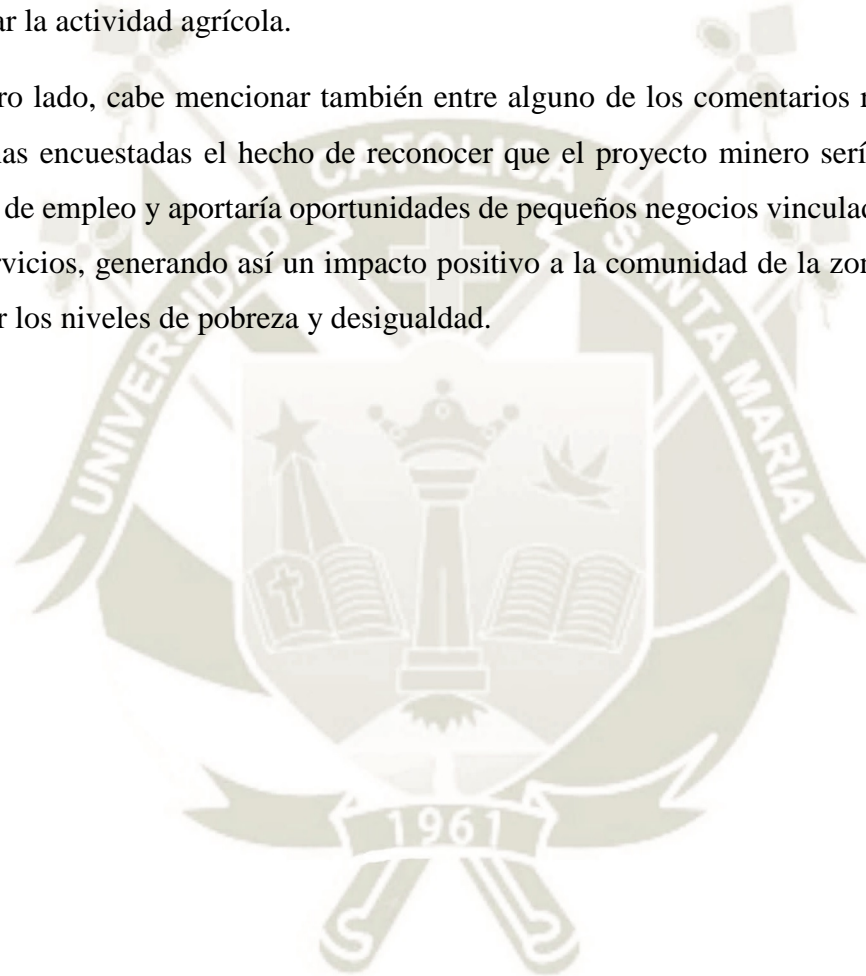 ar la actividad agrícola.
ro lado, cabe mencionar también entre alguno de los comentarios
as encuestadas el hecho de reconocer que el proyecto minero serí
de empleo y aportaría oportunidades de pequeños negocios vinculad
rvicios, generando así un impacto positivo a la comunidad de la zon
r los niveles de pobreza y desigualdad.
UNIVERSIDAD CATOLICA SANTA MARIA
1961